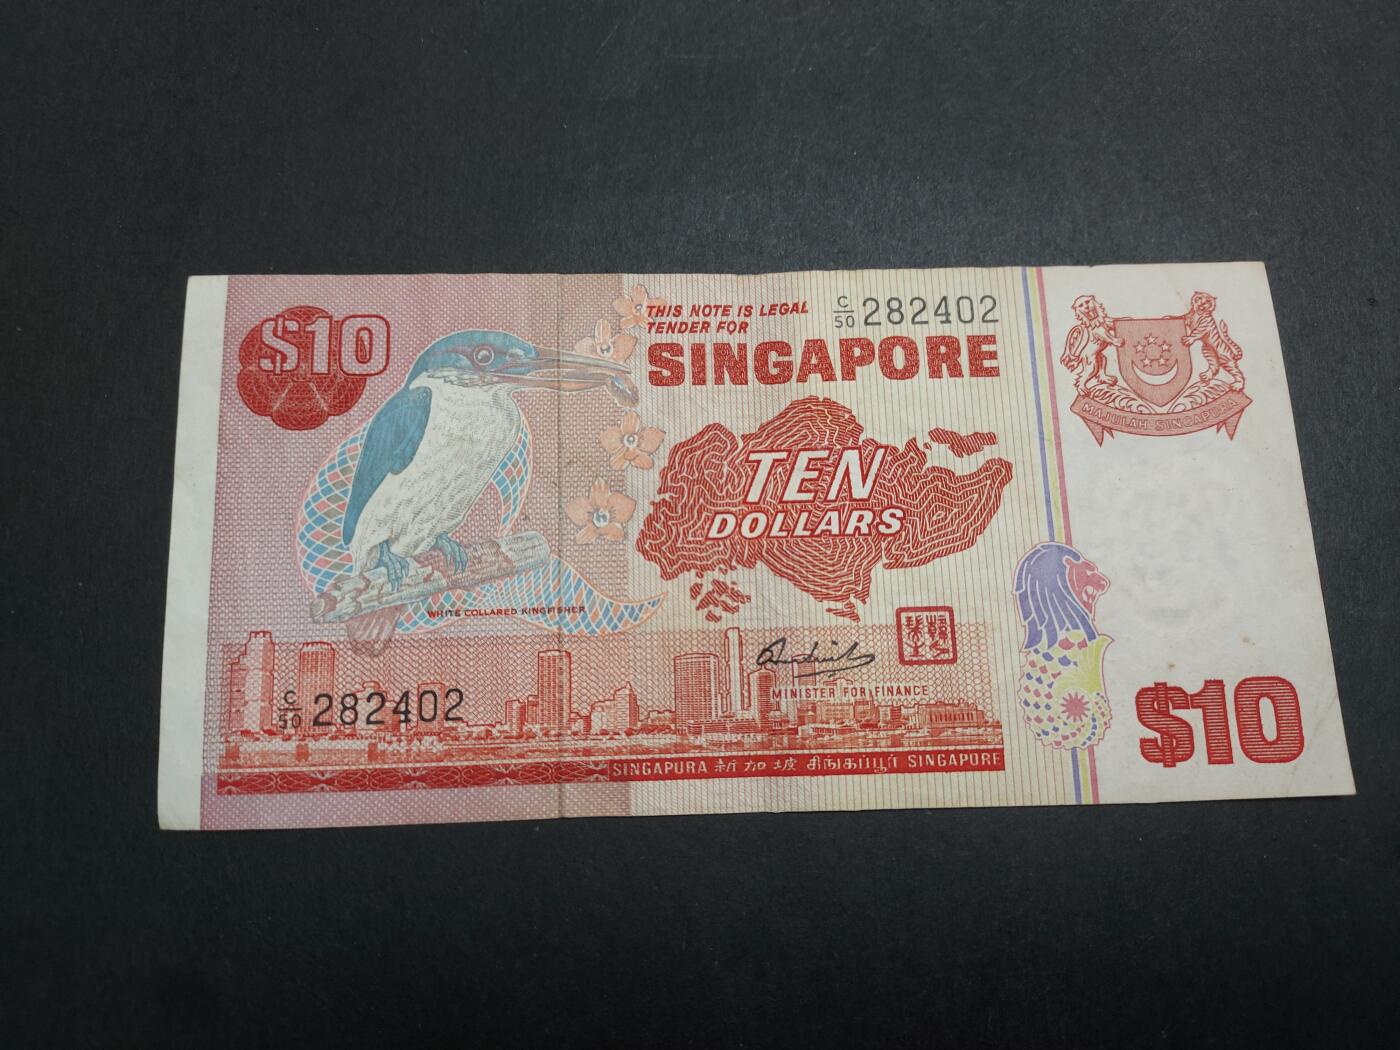 $10
THIS NOTE IS LEGAL
TENDER FOR
C/50 282402
SINGAPORE
MAJULAH SINGAPURA
TEN
DOLLARS
WHITE COLLARED KINGFISHER
MINISTER FOR FINANCE
C/50 282402
$10
SINGAPURA 新加坡 சிங்கப்பூர் SINGAPORE